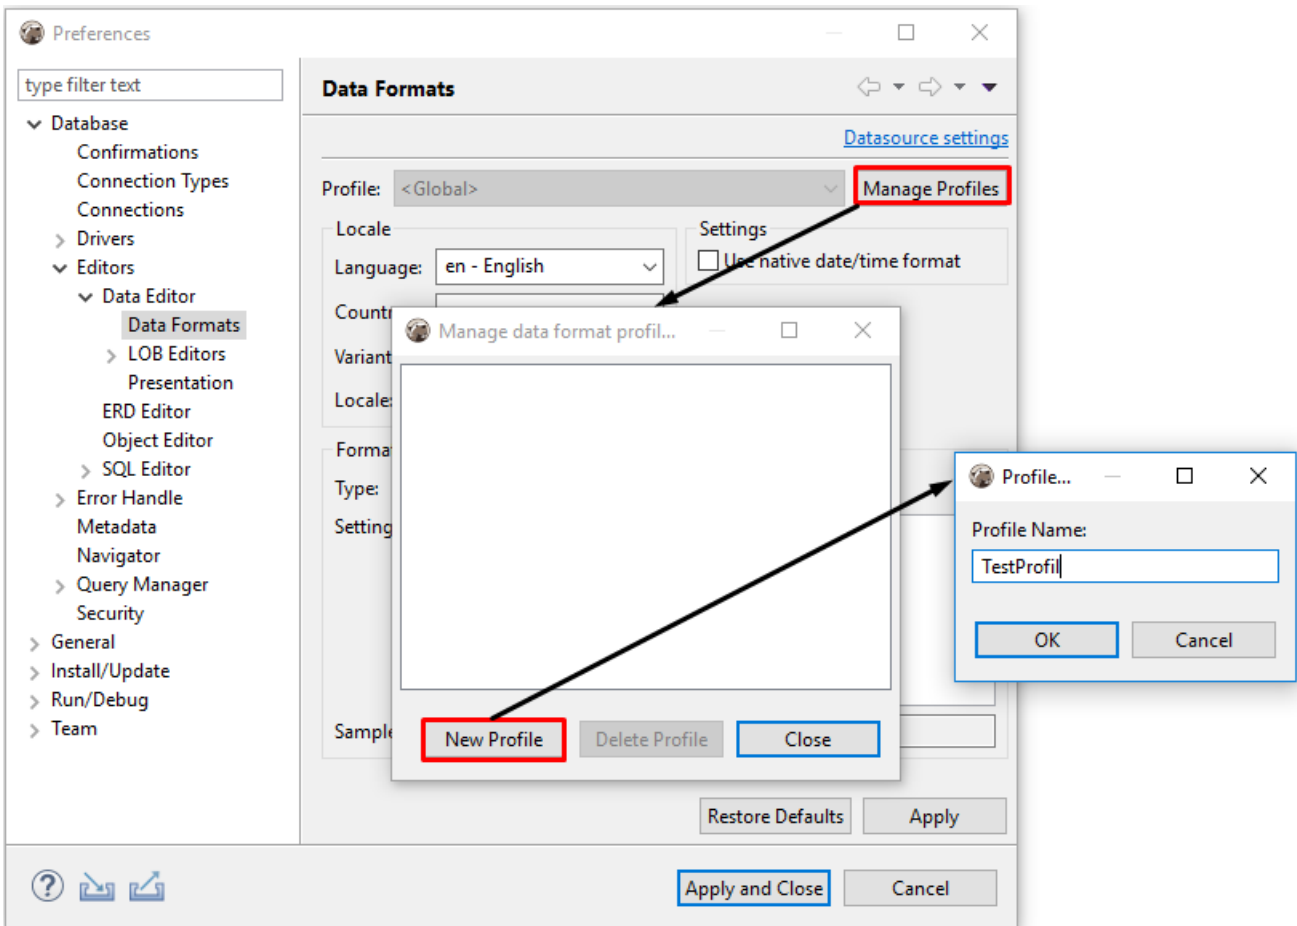 Preferences
type filter text
Database
Confirmations
Connection Types
Connections
Drivers
Editors
Data Editor
Data Formats
LOB Editors
Presentation
ERD Editor
Object Editor
SQL Editor
Error Handle
Metadata
Navigator
Query Manager
Security
General
Install/Update
Run/Debug
Team
Data Formats
Datasource settings
Profile: <Global> Manage Profiles
Locale
Language: en - English
Countr
Variant
Locale:
Settings
Use native date/time format
Forma
Type:
Setting
Sample
Manage data format profil...
New Profile Delete Profile Close
Profile...
Profile Name:
TestProfil
OK Cancel
Restore Defaults Apply
? Apply and Close Cancel